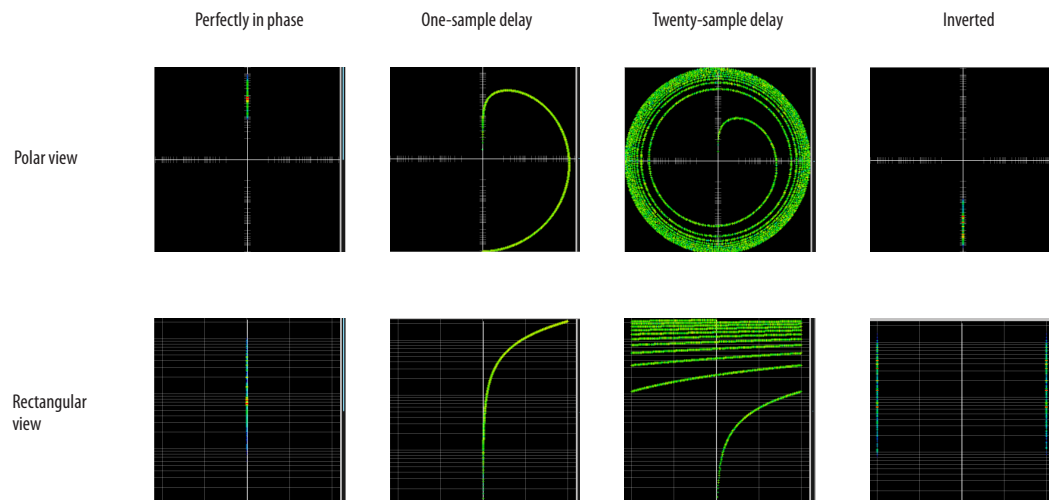 Perfectly in phase
One-sample delay
Twenty-sample delay
Inverted
Polar view
Rectangular
view